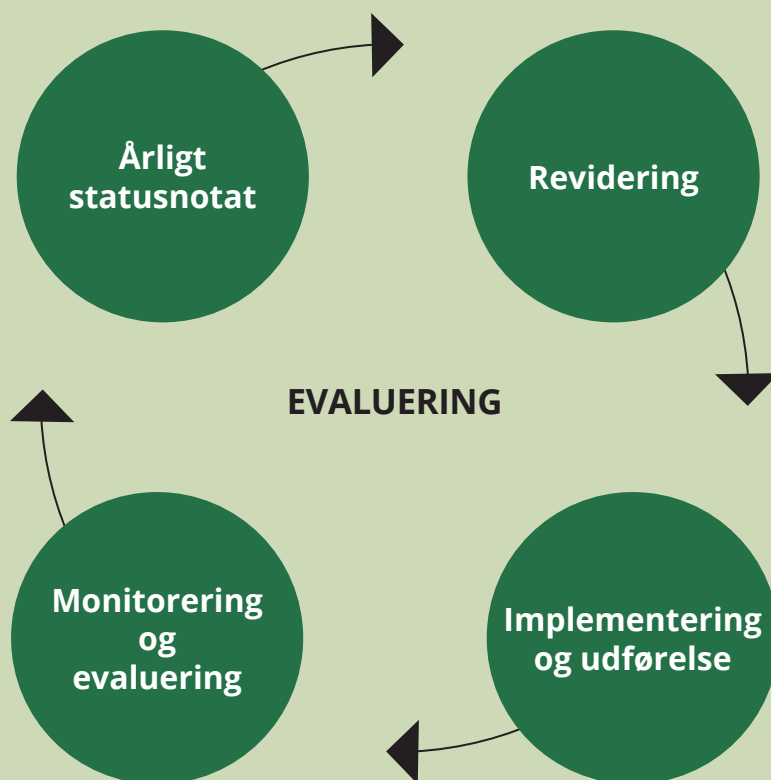 Årligt
statusnotat
Revidering
EVALUERING
Monitorering
og
evaluering
Implementering
og udførelse